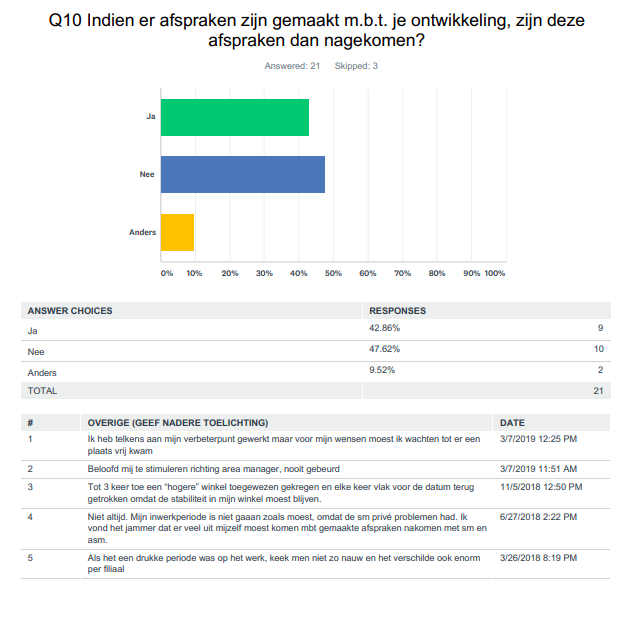 Q10 Indien er afspraken zijn gemaakt m.b.t. je ontwikkeling, zijn deze
afspraken dan nagekomen?
Answered: 21 Skipped: 3
Ja
Nee
Anders
0% 10% 20% 30% 40% 50% 60% 70% 80% 90% 100%
ANSWER CHOICES RESPONSES
Ja 42.86% 9
Nee 47.62% 10
Anders 9.52% 2
TOTAL 21
# OVERIGE (GEEF NADERE TOELICHTING) DATE
1 Ik heb telkens aan mijn verbeterpunt gewerkt maar voor mijn wensen moest ik wachten tot er een 3/7/2019 12:25 PM
plaats vrij kwam
2 Beloofd mij te stimuleren richting area manager, nooit gebeurd 3/7/2019 11:51 AM
3 Tot 3 keer toe een “hogere” winkel toegewezen gekregen en elke keer vlak voor de datum terug 11/5/2018 12:50 PM
getrokken omdat de stabiliteit in mijn winkel moest blijven.
4 Niet altijd. Mijn inwerkperiode is niet gaaan zoals moest, omdat de sm privé problemen had. Ik 6/27/2018 2:22 PM
vond het jammer dat er veel uit mijzelf moest komen mbt gemaakte afspraken nakomen met sm en
asm.
5 Als het een drukke periode was op het werk, keek men niet zo nauw en het verschilde ook enorm 3/26/2018 8:19 PM
per filiaal